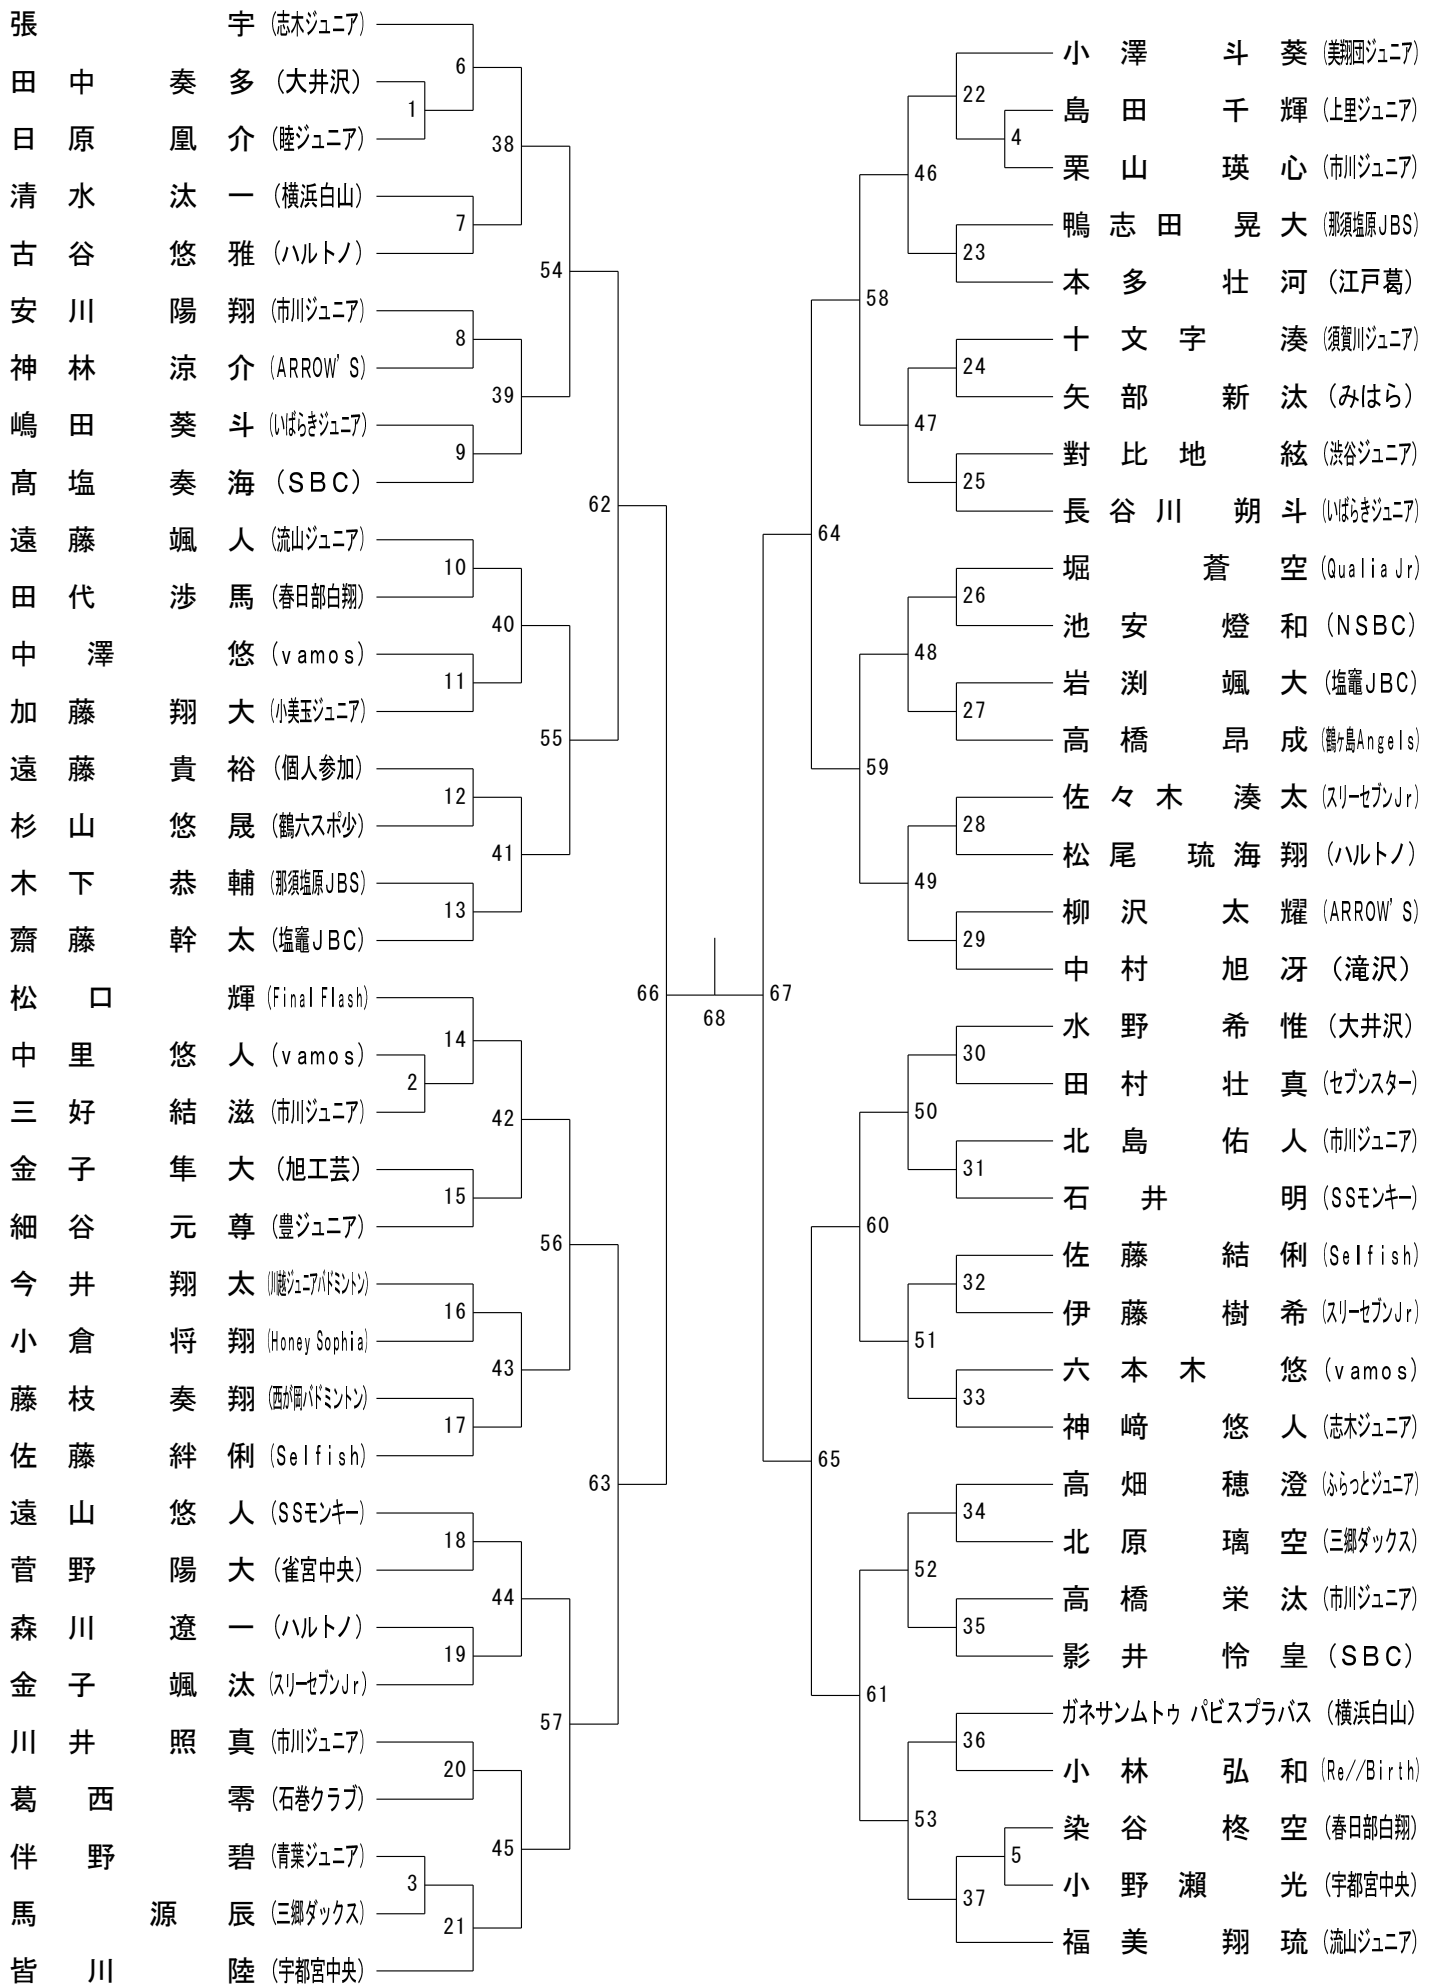 張 宇 (志木ジュニア)
田中 奏多 (大井沢)
日原 凰介 (睦ジュニア)
清水 汰一 (横浜白山)
古谷 悠雅 (ハルトノ)
安川 陽翔 (市川ジュニア)
神林 涼介 (ARROW'S)
嶋田 葵斗 (いばらきジュニア)
髙塩 奏海 (SBC)
遠藤 颯人 (流山ジュニア)
田代 渉馬 (春日部白翔)
中澤 悠 (vamos)
加藤 翔大 (小美玉ジュニア)
遠藤 貴裕 (個人参加)
杉山 悠晟 (鶴六スポ少)
木下 恭輔 (那須塩原JBS)
齋藤 幹太 (塩竈JBC)
松口 輝 (Final Flash)
中里 悠人 (vamos)
三好 結滋 (市川ジュニア)
金子 隼大 (旭工芸)
細谷 元尊 (豊ジュニア)
今井 翔太 (川越ジュニアバドミントン)
小倉 将翔 (Honey Sophia)
藤枝 奏翔 (西が岡バドミントン)
佐藤 絆俐 (Selfish)
遠山 悠人 (SSモンキー)
菅野 陽大 (雀宮中央)
森川 遼一 (ハルトノ)
金子 颯汰 (スリーセブンJr)
川井 照真 (市川ジュニア)
葛西 零 (石巻クラブ)
伴野 碧 (青葉ジュニア)
馬 源辰 (三郷ダックス)
皆川 陸 (宇都宮中央)
1
2
3
6
7
8
9
10
11
12
13
14
15
16
17
18
19
20
21
38
39
40
41
42
43
44
45
54
55
56
57
62
63
66
68
67
64
65
58
59
60
61
46
47
48
49
50
51
52
53
22
23
24
25
26
27
28
29
30
31
32
33
34
35
36
37
4
5
小澤 斗葵 (美翔団ジュニア)
島田 千輝 (上里ジュニア)
栗山 瑛心 (市川ジュニア)
鴨志田 晃大 (那須塩原JBS)
本多 壮河 (江戸葛)
十文字 湊 (須賀川ジュニア)
矢部 新汰 (みはら)
對比地 絃 (渋谷ジュニア)
長谷川 朔斗 (いばらきジュニア)
堀 蒼空 (Qualia Jr)
池安 燈和 (NSBC)
岩渕 颯大 (塩竈JBC)
高橋 昂成 (鶴ヶ島Angels)
佐々木 湊太 (スリーセブンJr)
松尾 琉海翔 (ハルトノ)
柳沢 太耀 (ARROW'S)
中村 旭冴 (滝沢)
水野 希惟 (大井沢)
田村 壮真 (セブンスター)
北島 佑人 (市川ジュニア)
石井 明 (SSモンキー)
佐藤 結俐 (Selfish)
伊藤 樹希 (スリーセブンJr)
六本木 悠 (vamos)
神﨑 悠人 (志木ジュニア)
高畑 穂澄 (ふらっとジュニア)
北原 璃空 (三郷ダックス)
高橋 栄汰 (市川ジュニア)
影井 怜皇 (SBC)
ガネサンムトゥ パビスプラバス (横浜白山)
小林 弘和 (Re//Birth)
染谷 柊空 (春日部白翔)
小野瀬 光 (宇都宮中央)
福美 翔琉 (流山ジュニア)